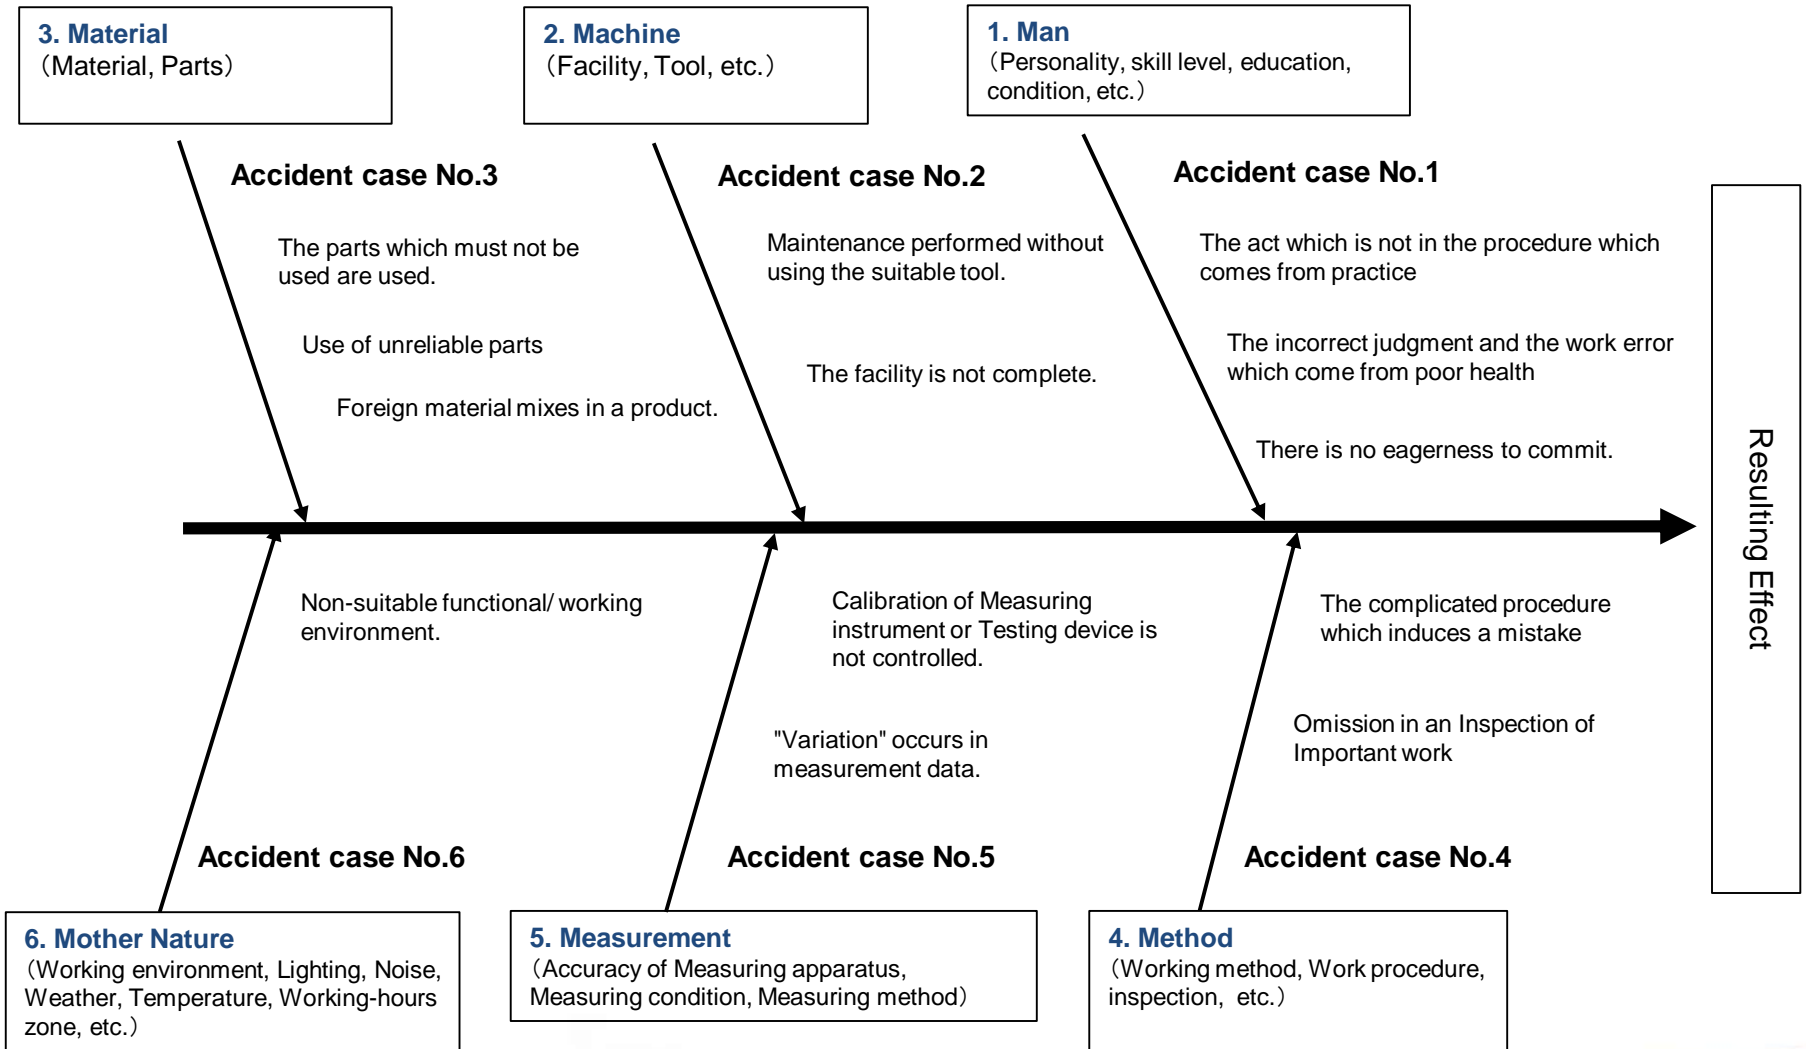 3. Material
（Material, Parts）
2. Machine
（Facility, Tool, etc.）
1. Man
（Personality, skill level, education,
condition, etc.）
Accident case No.3
Accident case No.2
Accident case No.1
The parts which must not be
used are used.
Use of unreliable parts
Foreign material mixes in a product.
Maintenance performed without
using the suitable tool.
The facility is not complete.
The act which is not in the procedure which
comes from practice
The incorrect judgment and the work error
which come from poor health
There is no eagerness to commit.
Resulting Effect
Non-suitable functional/ working
environment.
Calibration of Measuring
instrument or Testing device is
not controlled.
"Variation" occurs in
measurement data.
The complicated procedure
which induces a mistake
Omission in an Inspection of
Important work
Accident case No.6
Accident case No.5
Accident case No.4
6. Mother Nature
（Working environment, Lighting, Noise,
Weather, Temperature, Working-hours
zone, etc.）
5. Measurement
（Accuracy of Measuring apparatus,
Measuring condition, Measuring method）
4. Method
（Working method, Work procedure,
inspection,  etc.）